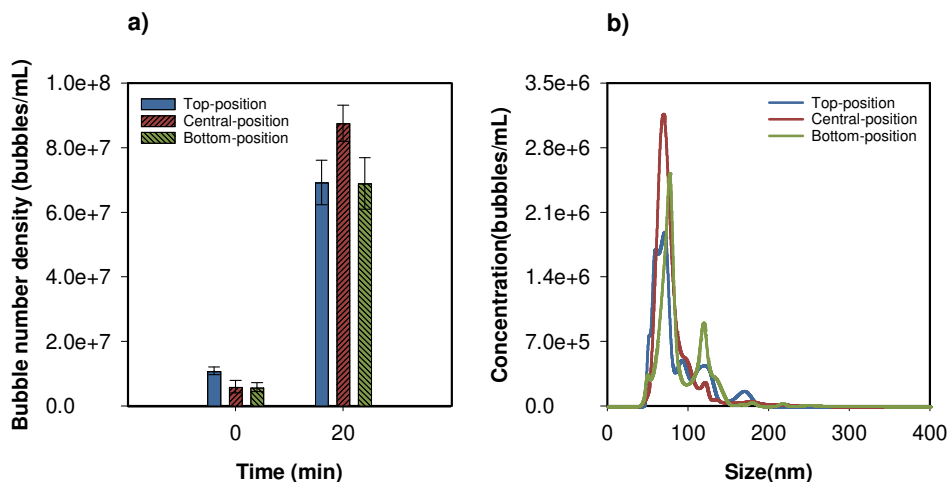 a)
Bubble number density (bubbles/mL)
1.0e+8
8.0e+7
6.0e+7
4.0e+7
2.0e+7
0.0
Top-position
Central-position
Bottom-position
0
20
Time (min)
b)
Concentration(bubbles/mL)
3.5e+6
2.8e+6
2.1e+6
1.4e+6
7.0e+5
0.0
Top-position
Central-position
Bottom-position
0
100
200
300
400
Size(nm)